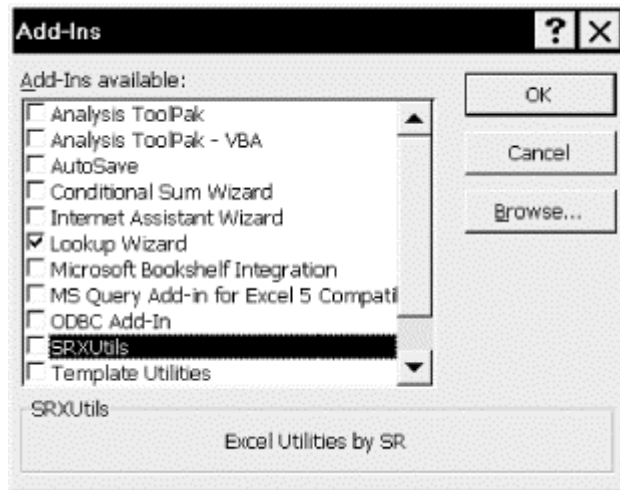 Add-Ins
Add-Ins available:
Analysis ToolPak
Analysis ToolPak - VBA
AutoSave
Conditional Sum Wizard
Internet Assistant Wizard
Lookup Wizard
Microsoft Bookshelf Integration
MS Query Add-in for Excel 5 Compati
ODBC Add-In
SRXUtils
Template Utilities
OK
Cancel
Browse...
SRXUtils
Excel Utilities by SR